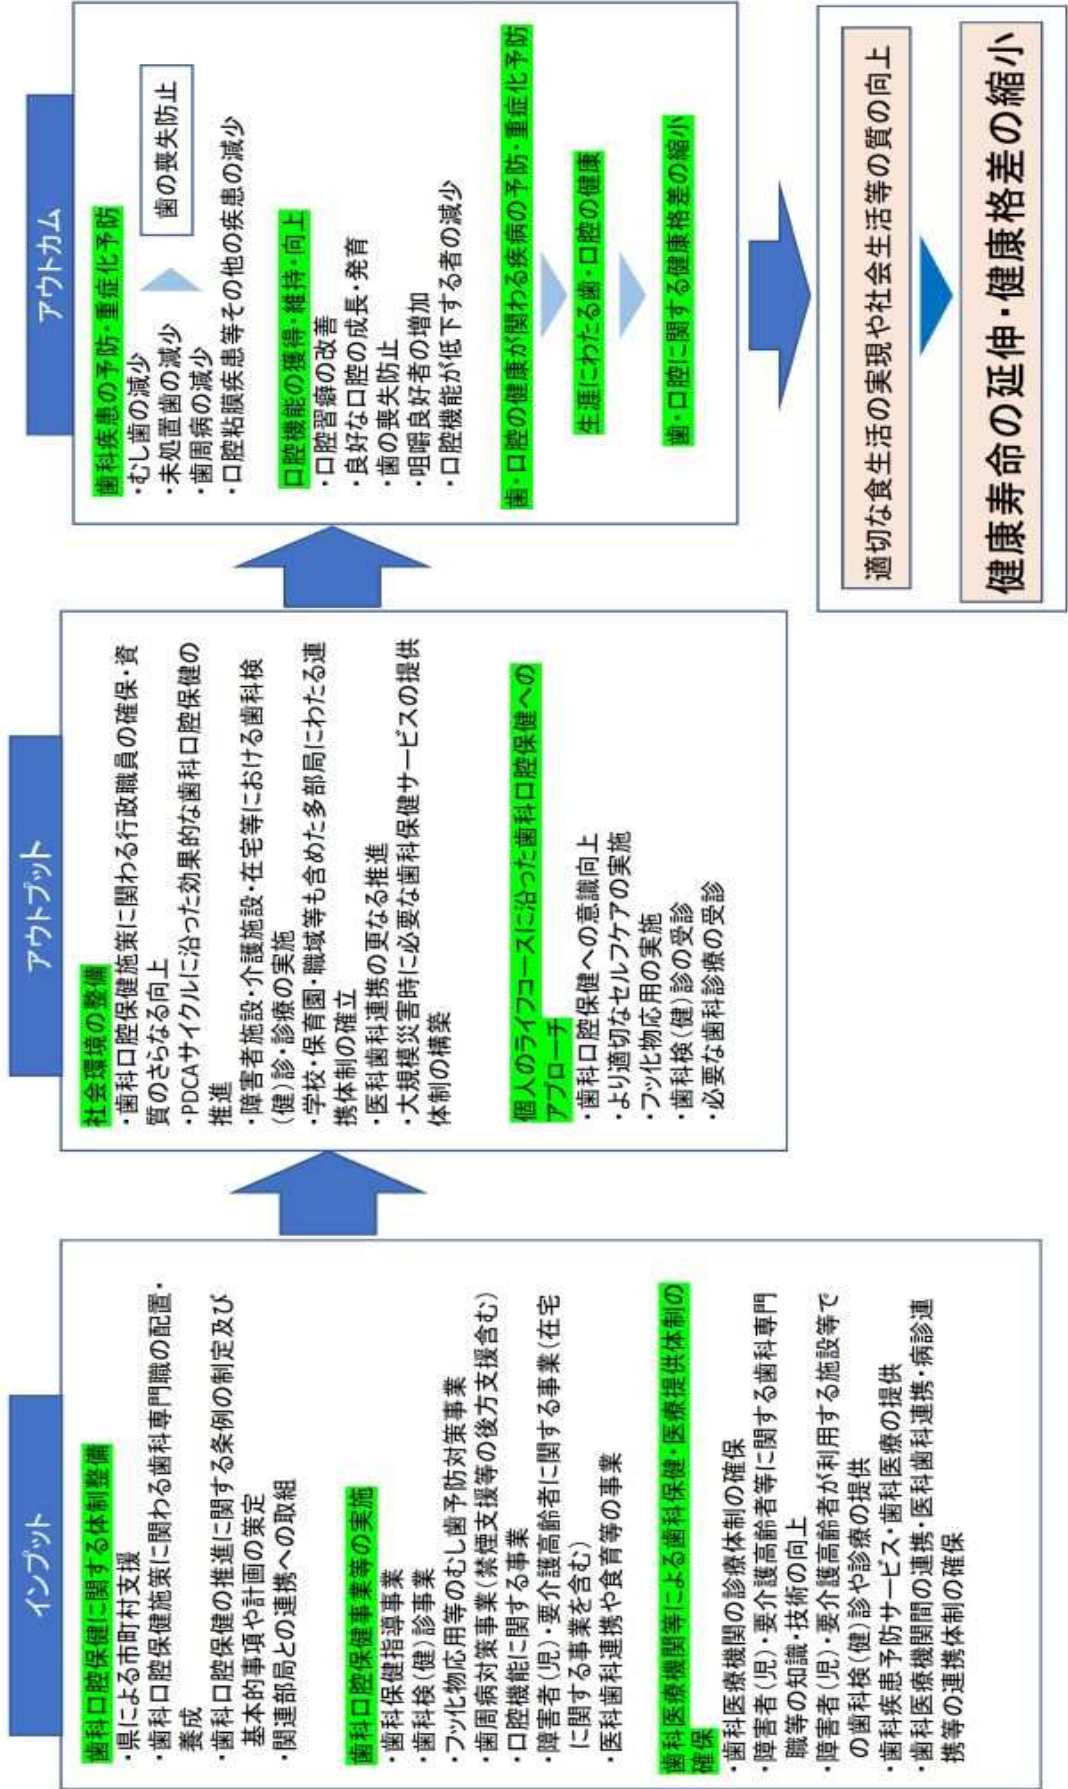 インプット
歯科口腔保健に関する体制整備
・県による市町村支援
・歯科口腔保健施策に関わる歯科専門職の配置・
養成
・歯科口腔保健の推進に関する条例の制定及び
基本的事項や計画の策定
・関連部局との連携への取組
歯科口腔保健事業等の実施
・歯科保健指導事業
・歯科検(健)診事業
・フッ化物応用等のむし歯予防対策事業
・歯周病対策事業(禁煙支援等の後方支援含む)
・口腔機能に関する事業
・障害者(児)・要介護高齢者に関する事業(在宅
に関する事業を含む)
・医科歯科連携や食育等の事業
歯科医療機関等による歯科保健・医療提供体制の
確保
・歯科医療機関の診療体制の確保
・障害者(児)・要介護高齢者等に関する歯科専門
職等の知識・技術の向上
・障害者(児)・要介護高齢者が利用する施設等で
の歯科検(健)診や診療の提供
・歯科疾患予防サービス・歯科医療の提供
・歯科医療機関間の連携・医科歯科連携・病診連
携等の連携体制の確保
アウトプット
社会環境の整備
・歯科口腔保健施策に関わる行政職員の確保・資
質のさらなる向上
・PDCAサイクルに沿った効果的な歯科口腔保健の
推進
・障害者施設・介護施設・在宅等における歯科検
(健)診・診療の実施
・学校・保育園・職域等も含めた多部局にわたる連
携体制の確立
・医科歯科連携の更なる推進
・大規模災害時に必要な歯科保健サービスの提供
体制の構築
個人のライフコースに沿った歯科口腔保健への
アプローチ
・歯科口腔保健への意識向上
・より適切なセルフケアの実施
・フッ化物応用の実施
・歯科検(健)診の受診
・必要な歯科診療の受診
アウトカム
歯科疾患の予防・重症化予防
・むし歯の減少
・未処置歯の減少
・歯周病の減少
・口腔粘膜疾患等その他の疾患の減少
歯の喪失防止
口腔機能の獲得・維持・向上
・口腔習癖の改善
・良好な口腔の成長・発育
・歯の喪失防止
・咀嚼良好者の増加
・口腔機能が低下する者の減少
歯・口腔の健康が関わる疾病の予防・重症化予防
生涯にわたる歯・口腔の健康
歯・口腔に関する健康格差の縮小
適切な食生活の実現や社会生活等の質の向上
健康寿命の延伸・健康格差の縮小